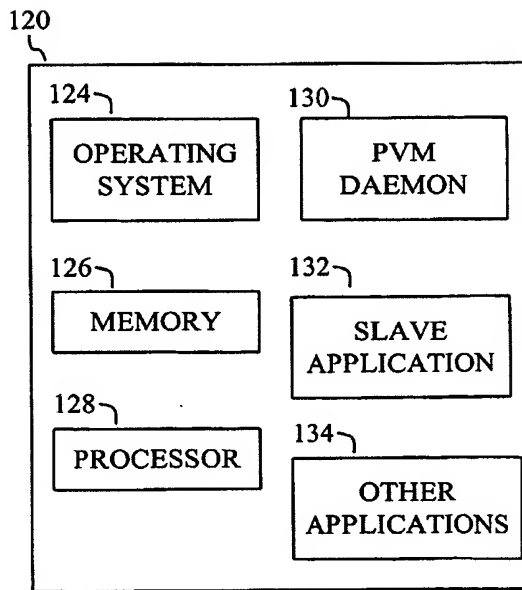 120
124
OPERATING
SYSTEM
130
PVM
DAEMON
126
MEMORY
132
SLAVE
APPLICATION
128
PROCESSOR
134
OTHER
APPLICATIONS